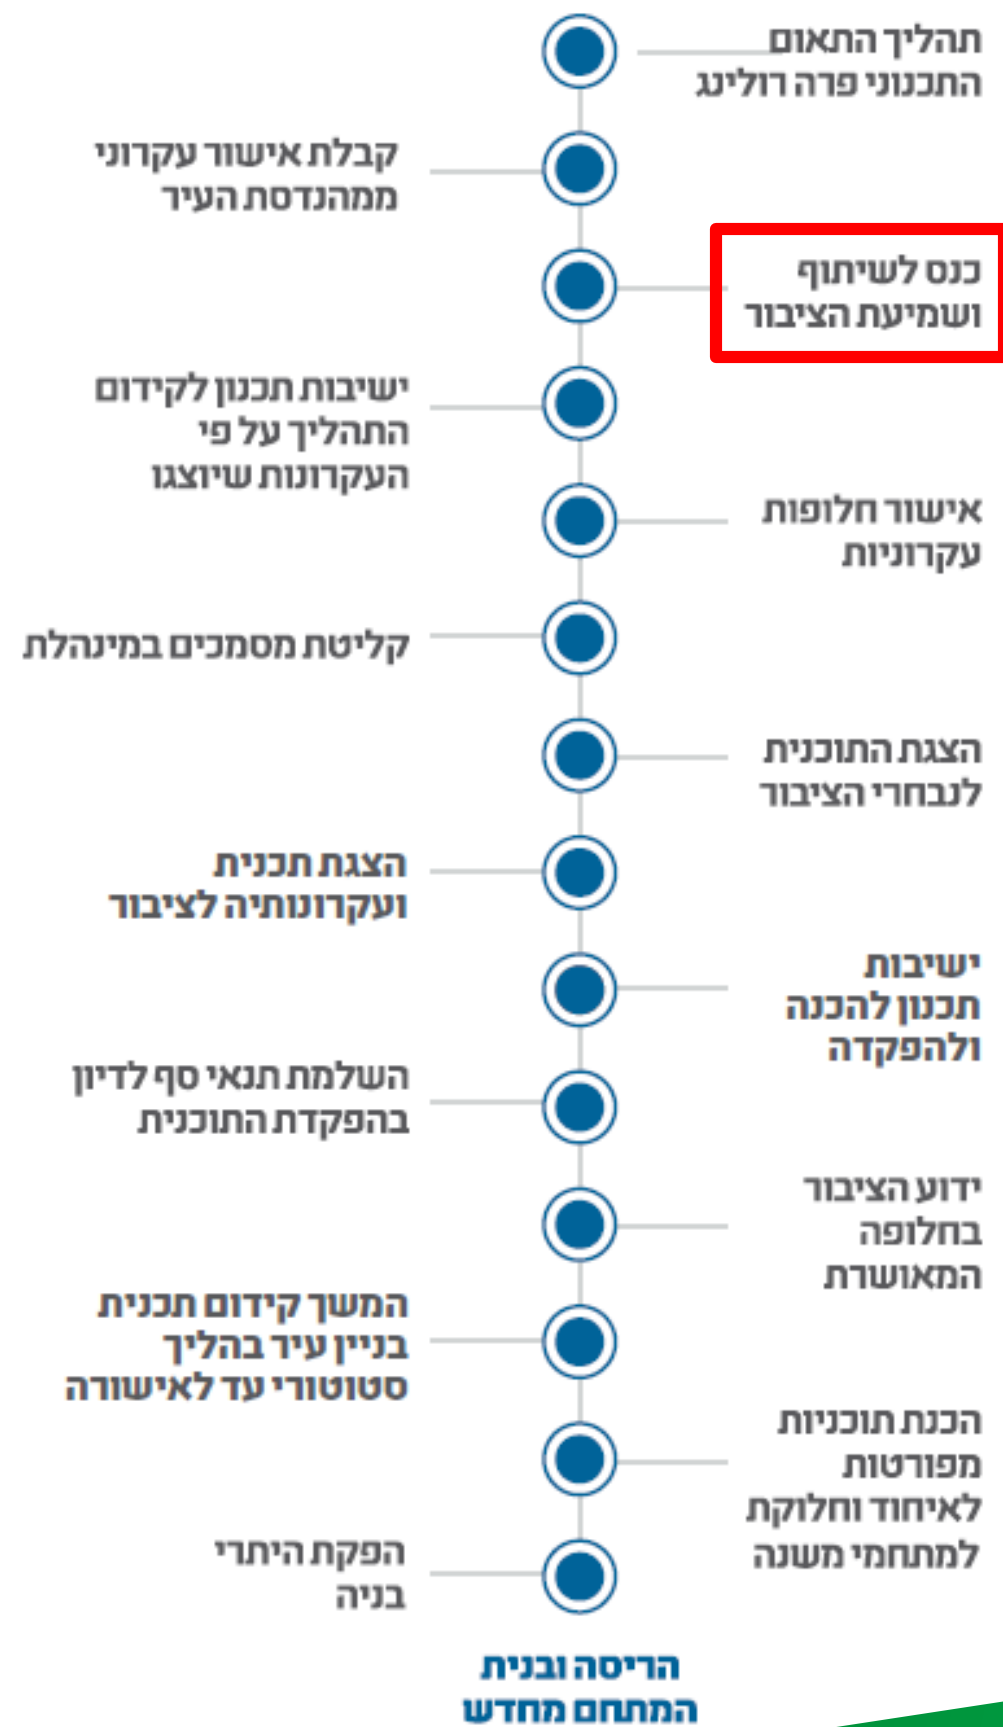 תהליך התאום
התכנוני פרה רולינג
קבלת אישור עקרוני
ממהנדסת העיר
כנס לשיתוף
ושמיעת הציבור
ישיבות תכנון לקידום
התהליך על פי
העקרונות שיוצגו
אישור חלופות
עקרוניות
קליטת מסמכים במינהלת
הצגת התוכנית
לנבחרי הציבור
הצגת תכנית
ועקרונותיה לציבור
ישיבות
תכנון להכנה
ולהפקדה
השלמת תנאי סף לדיון
בהפקדת התוכנית
ידוע הציבור
בחלופה
המאושרת
המשך קידום תכנית
בניין עיר בהליך
סטוטורי עד לאישורה
הכנת תוכניות
מפורטות
לאיחוד וחלוקת
למתחמי משנה
הפקת היתרי
בניה
הריסה ובנית
המתחם מחדש